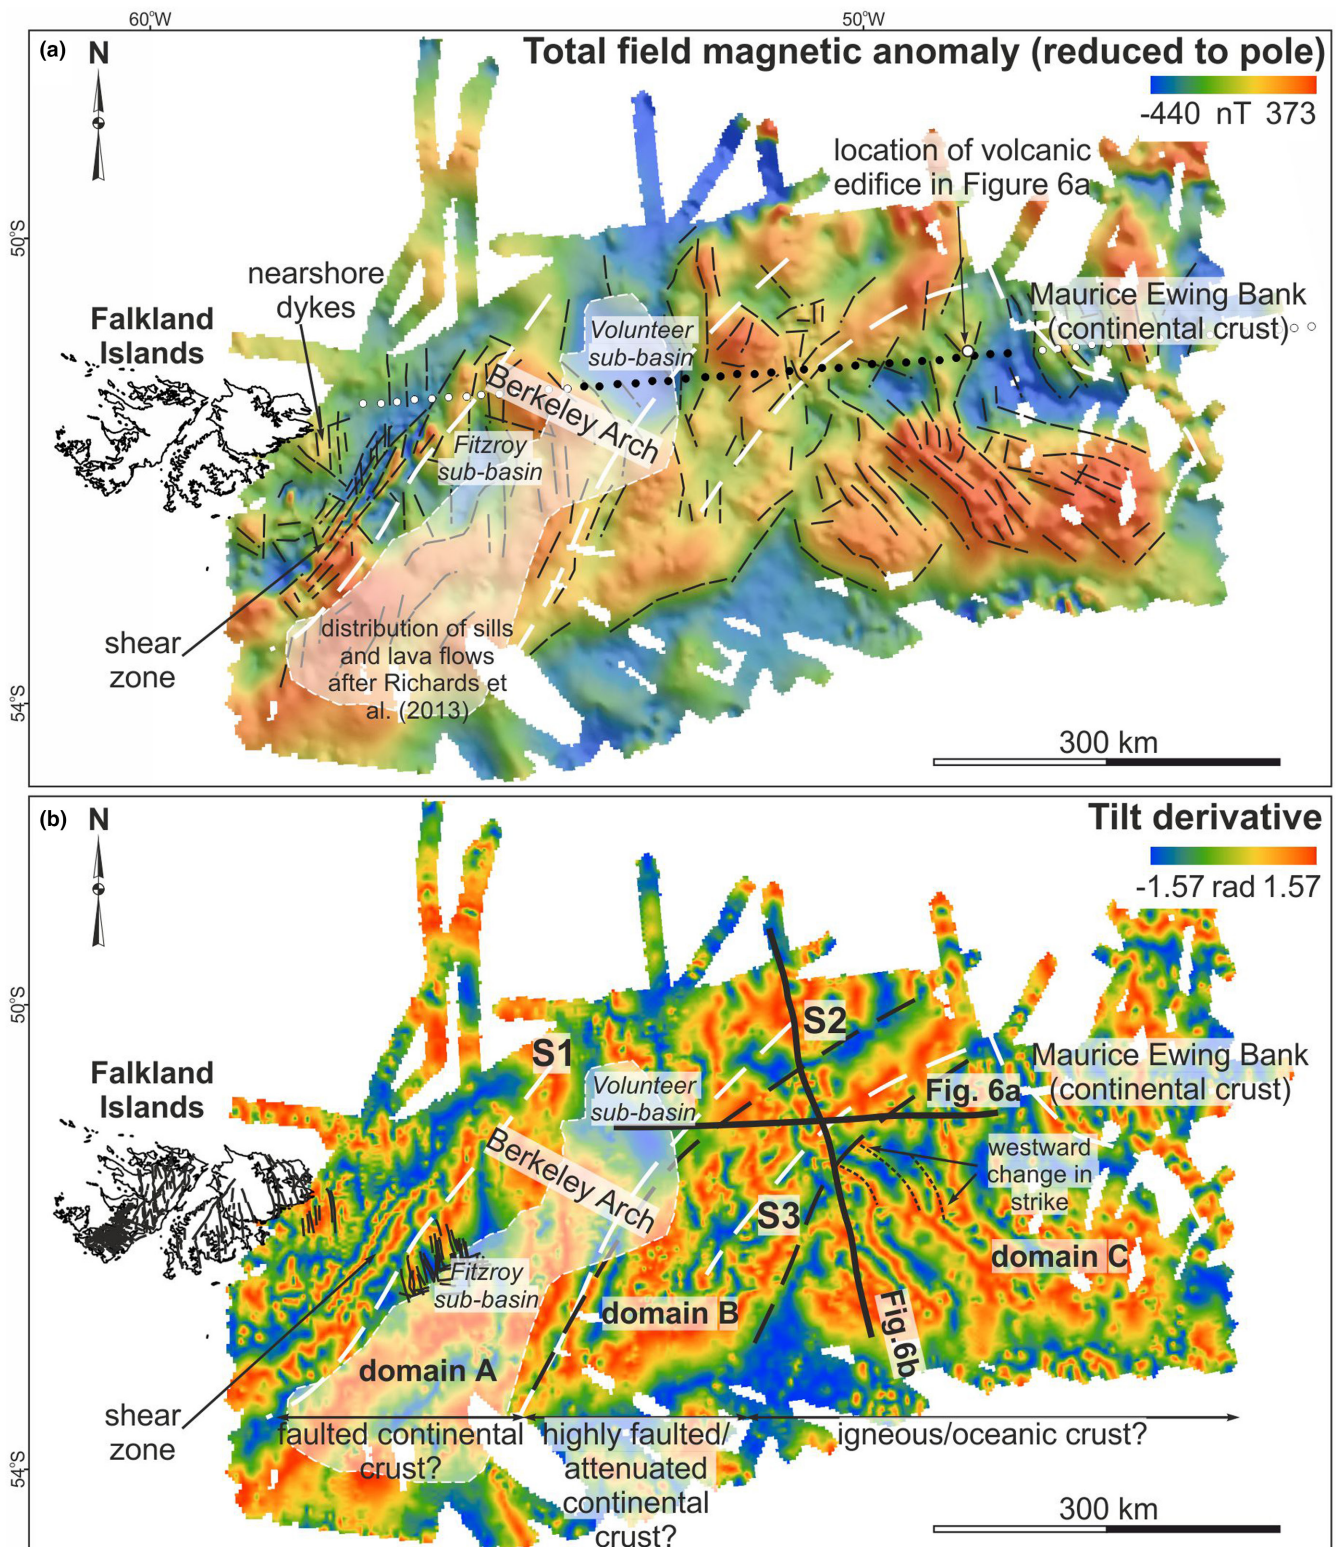 60°W 50°W
(a)
N
Total field magnetic anomaly (reduced to pole)
-440 nT 373
location of volcanic
edifice in Figure 6a
50°S
nearshore
dykes
Falkland
Islands
Maurice Ewing Bank
(continental crust)
Volunteer
sub-basin
Berkeley Arch
Fitzroy
sub-basin
shear
zone
distribution of sills
and lava flows
after Richards et
al. (2013)
54°S
300 km
(b)
N
Tilt derivative
-1.57 rad 1.57
50°S
S1
S2
Falkland
Islands
Maurice Ewing Bank
(continental crust)
Volunteer
sub-basin
Fig. 6a
Berkeley Arch
westward
change in
strike
S3
Fitzroy
sub-basin
domain C
domain B
Fig.6b
domain A
shear
zone
faulted continental
crust?
highly faulted/
attenuated
continental
crust?
igneous/oceanic crust?
54°S
300 km